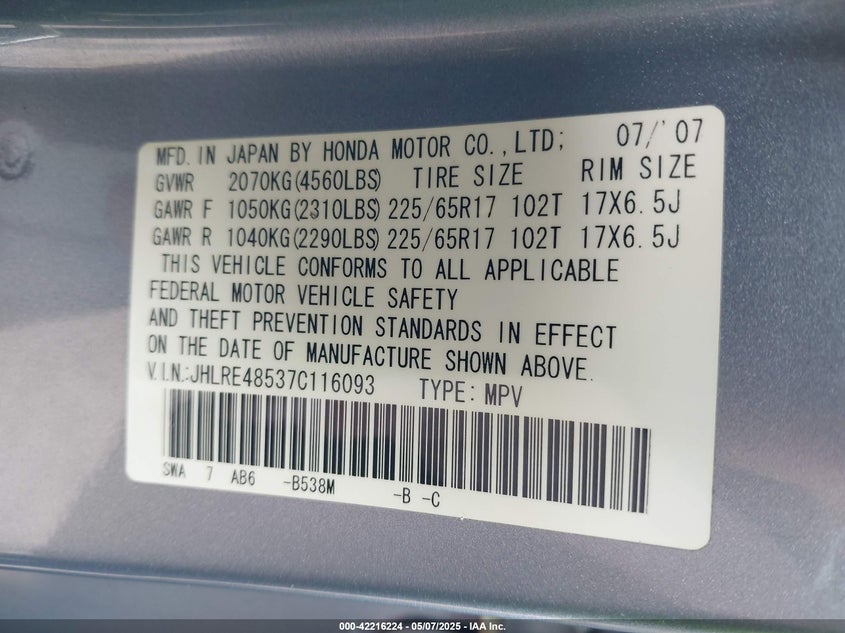 MFD. IN JAPAN BY HONDA MOTOR CO., LTD; 07/'07
GVWR 2070KG(4560LBS) TIRE SIZE RIM SIZE
GAWR F 1050KG(2310LBS) 225/65R17 102T 17X6.5J
GAWR R 1040KG(2290LBS) 225/65R17 102T 17X6.5J
THIS VEHICLE CONFORMS TO ALL APPLICABLE
FEDERAL MOTOR VEHICLE SAFETY
AND THEFT PREVENTION STANDARDS IN EFFECT
ON THE DATE OF MANUFACTURE SHOWN ABOVE.
V.I.N.:JHLRE48537C116093 TYPE: MPV
SWA 7 AB6 -B538M -B -C
000-42216224 - 05/07/2025 - IAA Inc.